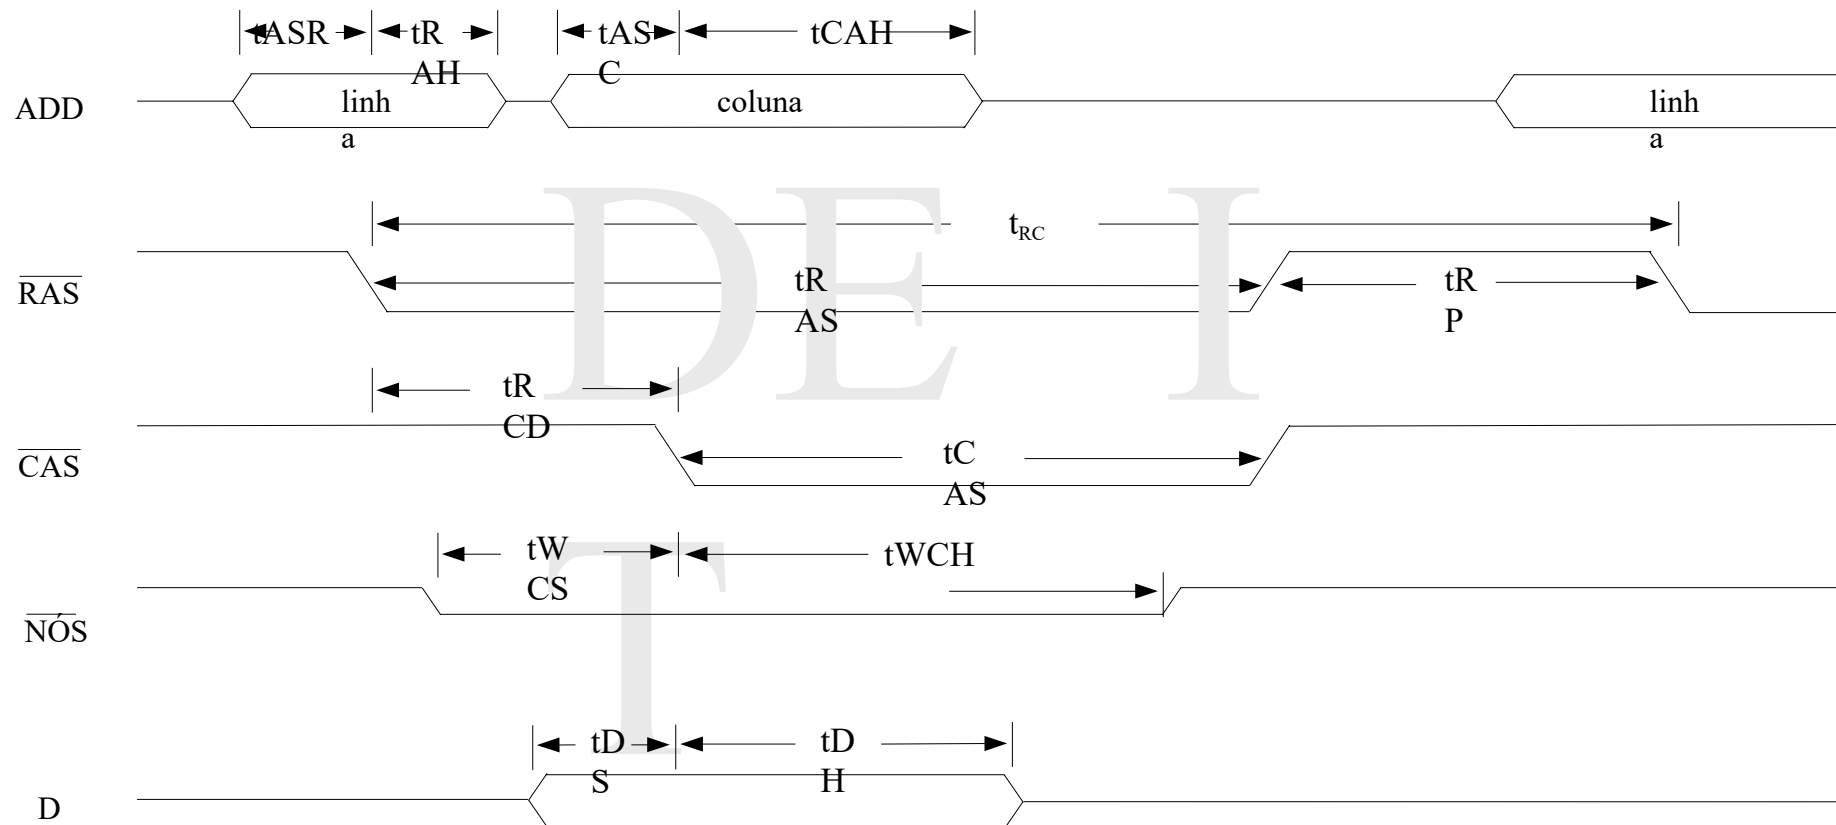 tASR
tR
AH
tAS
C
tCAH
ADD
linh
a
coluna
linh
a
DE I
tRC
RAS
tR
AS
tR
P
tR
CD
CAS
tC
AS
T
tW
CS
tWCH
NÓS
tD
S
tD
H
D